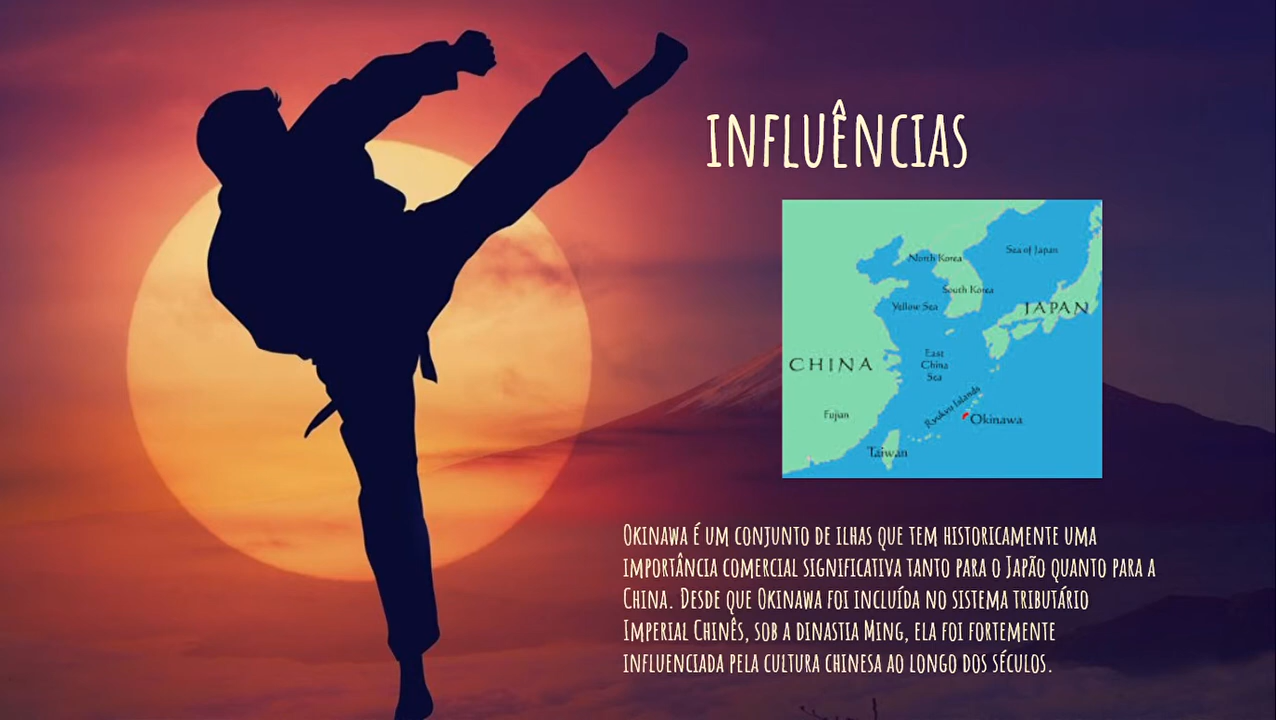 INFLUÊNCIAS
Sea of Japan
North Korea
South Korea
Yellow Sea
JAPAN
East
China
Sea
CHINA
Ryukyu Islands
Fujian
Okinawa
Taiwan
Okinawa é um conjunto de ilhas que tem historicamente uma
importância comercial significativa tanto para o Japão quanto para a
China. Desde que Okinawa foi incluída no sistema tributário
Imperial Chinês, sob a dinastia Ming, ela foi fortemente
influenciada pela cultura chinesa ao longo dos séculos.